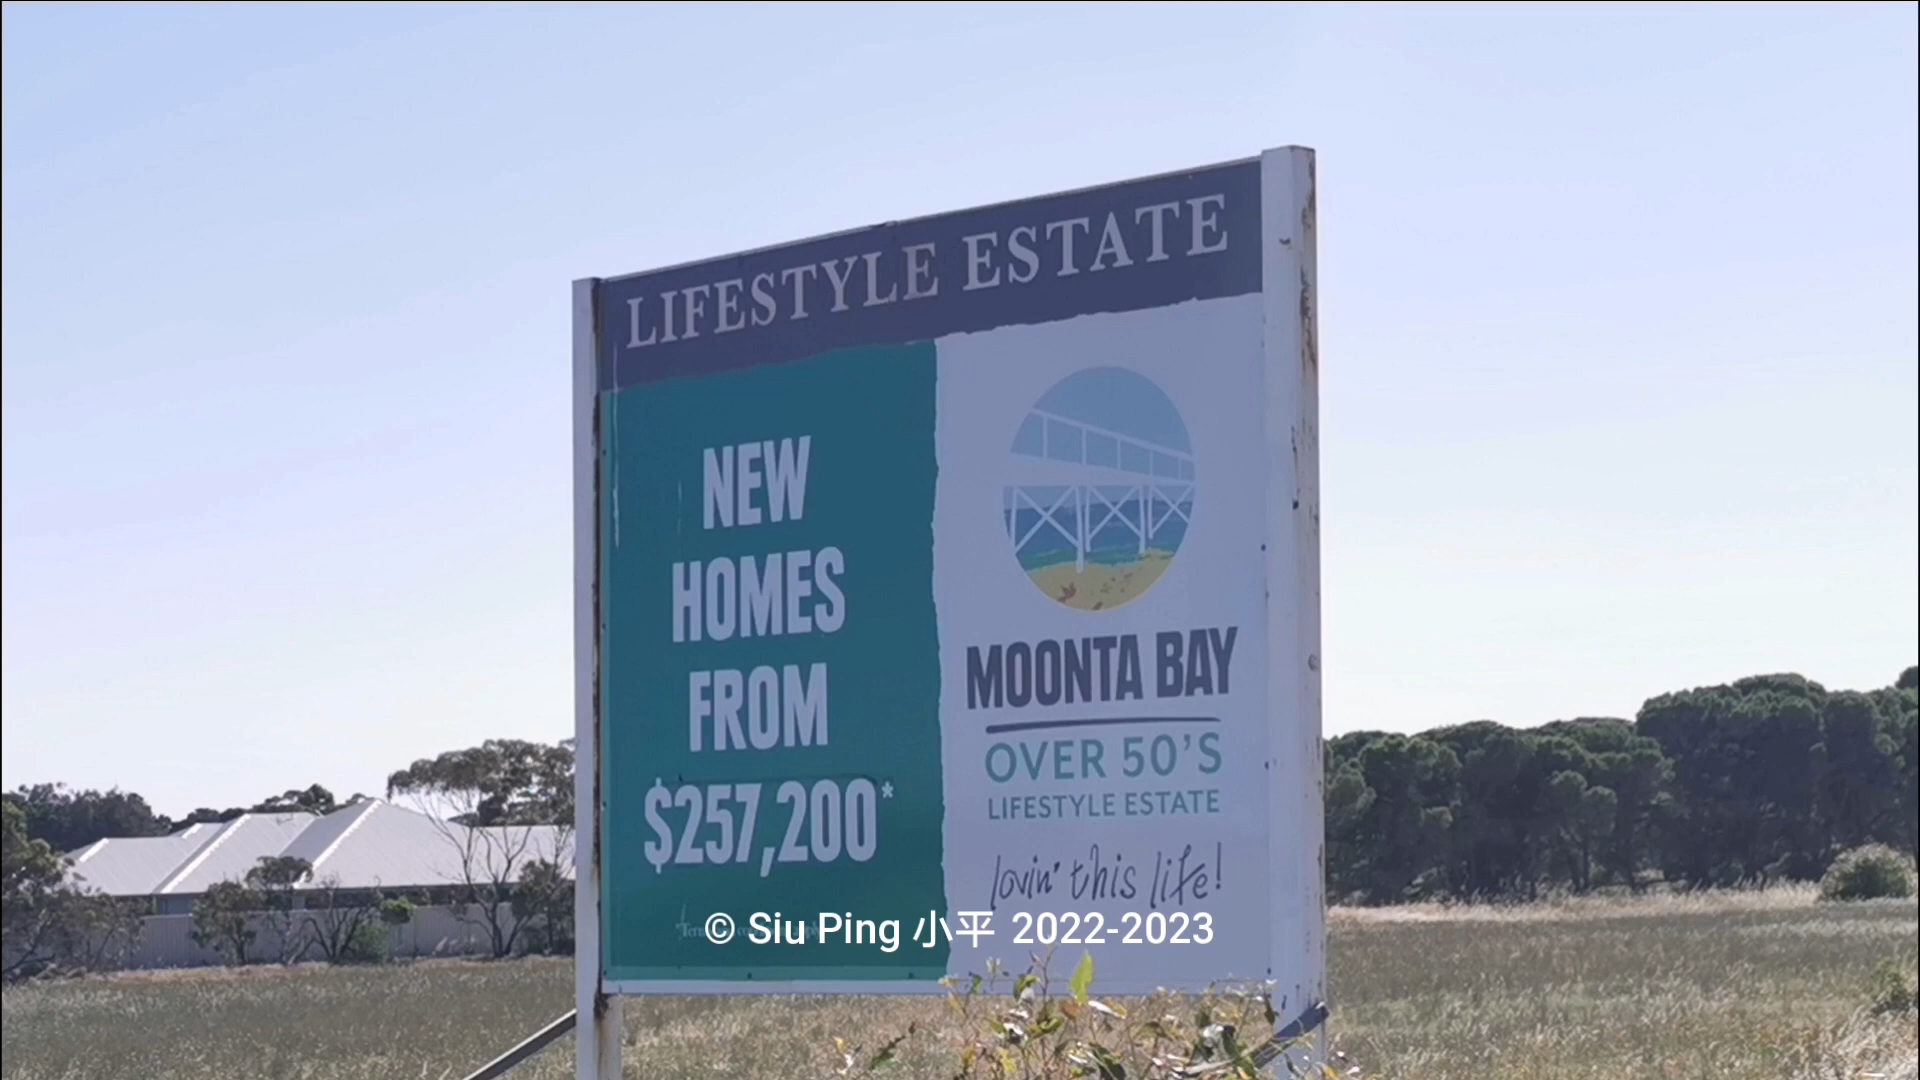 LIFESTYLE ESTATE
NEW
HOMES
FROM
$257,200*
MOONTA BAY
OVER 50'S
LIFESTYLE ESTATE
lovin' this life!
© Siu Ping 小平 2022-2023